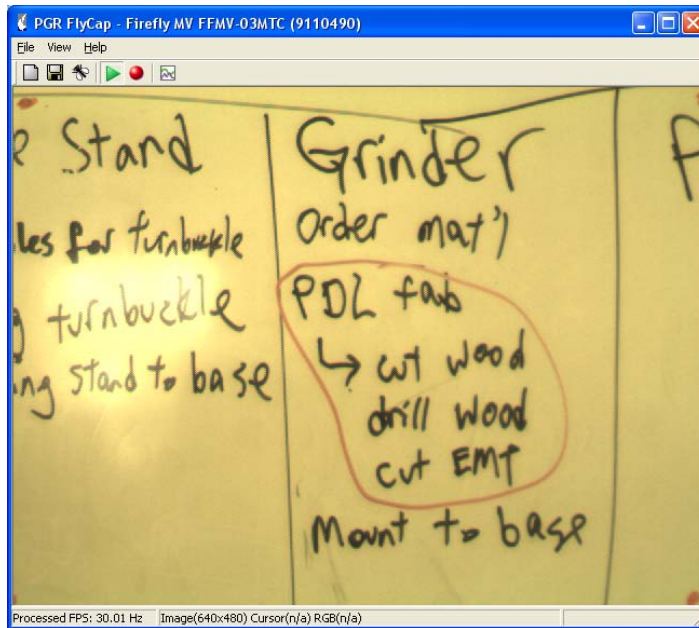 PGR FlyCap - Firefly MV FFMV-03MTC (9110490)
File View Help
Stand
for turnbuckle
turnbuckle
stand to base
Grinder
Order mat'l
PDL fab
↳ cut wood
drill wood
cut EMT
Mount to base
Processed FPS: 30.01 Hz Image(640x480) Cursor(n/a) RGB(n/a)